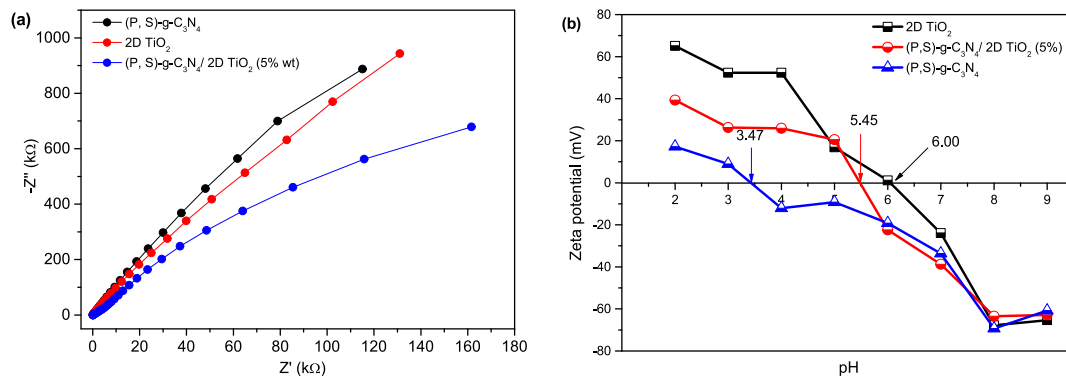 (a)
(P, S)-g-C₃N₄
2D TiO₂
(P, S)-g-C₃N₄/ 2D TiO₂ (5% wt)
-Z'' (kΩ)
1000
800
600
400
200
0
0 20 40 60 80 100 120 140 160 180
Z' (kΩ)
(b)
2D TiO₂
(P,S)-g-C₃N₄/ 2D TiO₂ (5%)
(P,S)-g-C₃N₄
Zeta potential (mV)
80
60
40
20
0
-20
-40
-60
-80
3.47
5.45
6.00
2 3 4 5 6 7 8 9
pH